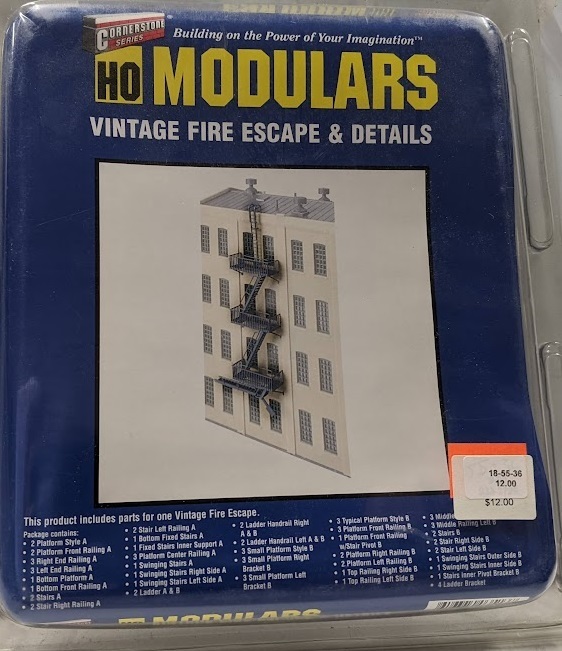 CORNERSTONE
SERIES
Building on the Power of Your Imagination™
HO MODULARS
VINTAGE FIRE ESCAPE & DETAILS
18-55-36
12.00
$12.00
This product includes parts for one Vintage Fire Escape.
Package contains:
• 2 Platform Style A
• 2 Platform Front Railing A
• 3 Right End Railing A
• 3 Left End Railing A
• 1 Bottom Platform A
• 1 Bottom Front Railing A
• 2 Stairs A
• 2 Stair Right Railing A
• 2 Stair Left Railing A
• 1 Bottom Fixed Stairs A
• 1 Fixed Stairs Inner Support A
• 3 Platform Center Railing A
• 1 Swinging Stairs A
• 1 Swinging Stairs Right Side A
• 1 Swinging Stairs Left Side A
• 2 Ladder A & B
• 2 Ladder Handrail Right
A & B
• 2 Ladder Handrail Left A & B
• 3 Small Platform Style B
• 3 Small Platform Right
Bracket B
• 3 Small Platform Left
Bracket B
• 3 Typical Platform Style B
• 3 Platform Front Railing B
• 1 Platform Front Railing
w/Stair Pivot B
• 2 Platform Right Railing B
• 2 Platform Left Railing B
• 1 Top Railing Right Side B
• 1 Top Railing Left Side B
• 3 Middle
• 3 Middle Railing Left B
• 2 Stairs B
• 2 Stair Right Side B
• 2 Stair Left Side B
• 1 Swinging Stairs Outer Side B
• 1 Swinging Stairs Inner Side B
• 1 Stairs Inner Pivot Bracket B
• 4 Ladder Bracket
HO MODULARS